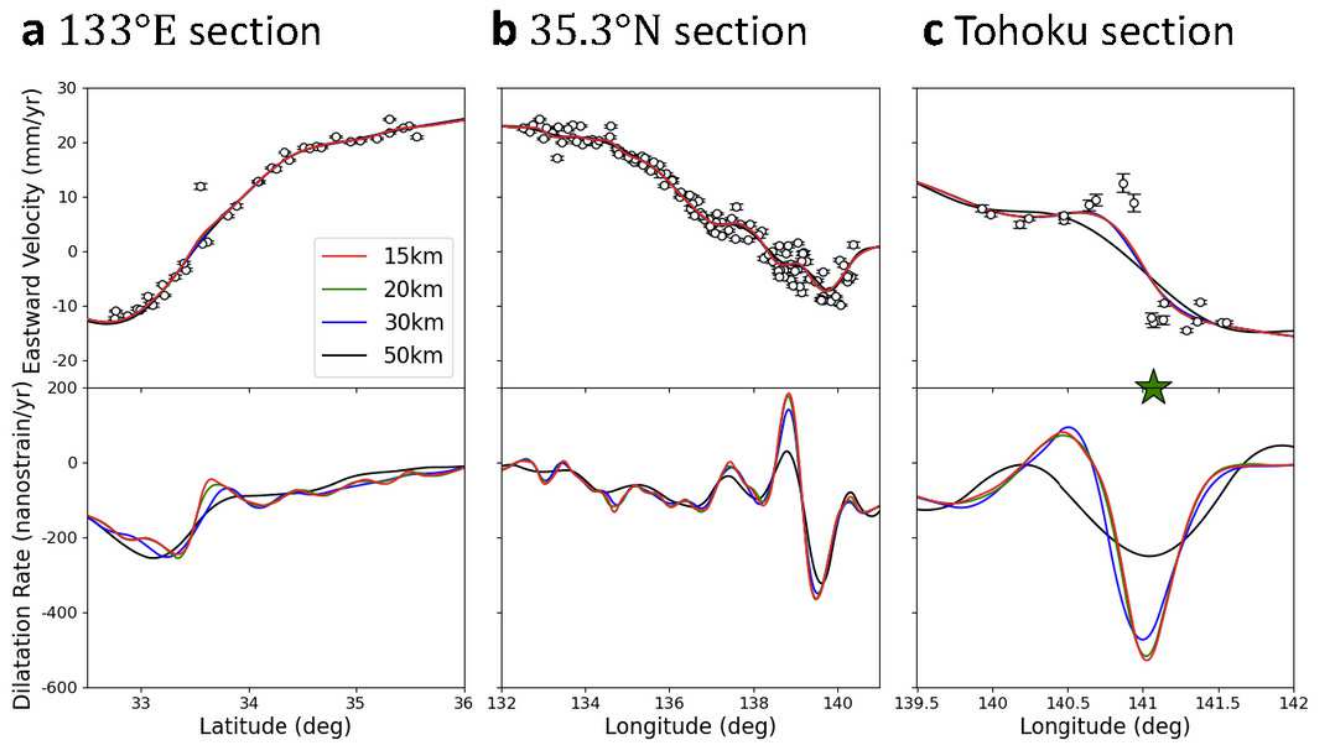 a 133°E section
b 35.3°N section
c Tohoku section
Eastward Velocity (mm/yr)
30
20
10
0
-10
-20
15km
20km
30km
50km
Dilatation Rate (nanostrain/yr)
200
0
-200
-400
-600
33
34
35
36
132
134
136
138
140
139.5
140
140.5
141
141.5
142
Latitude (deg)
Longitude (deg)
Longitude (deg)